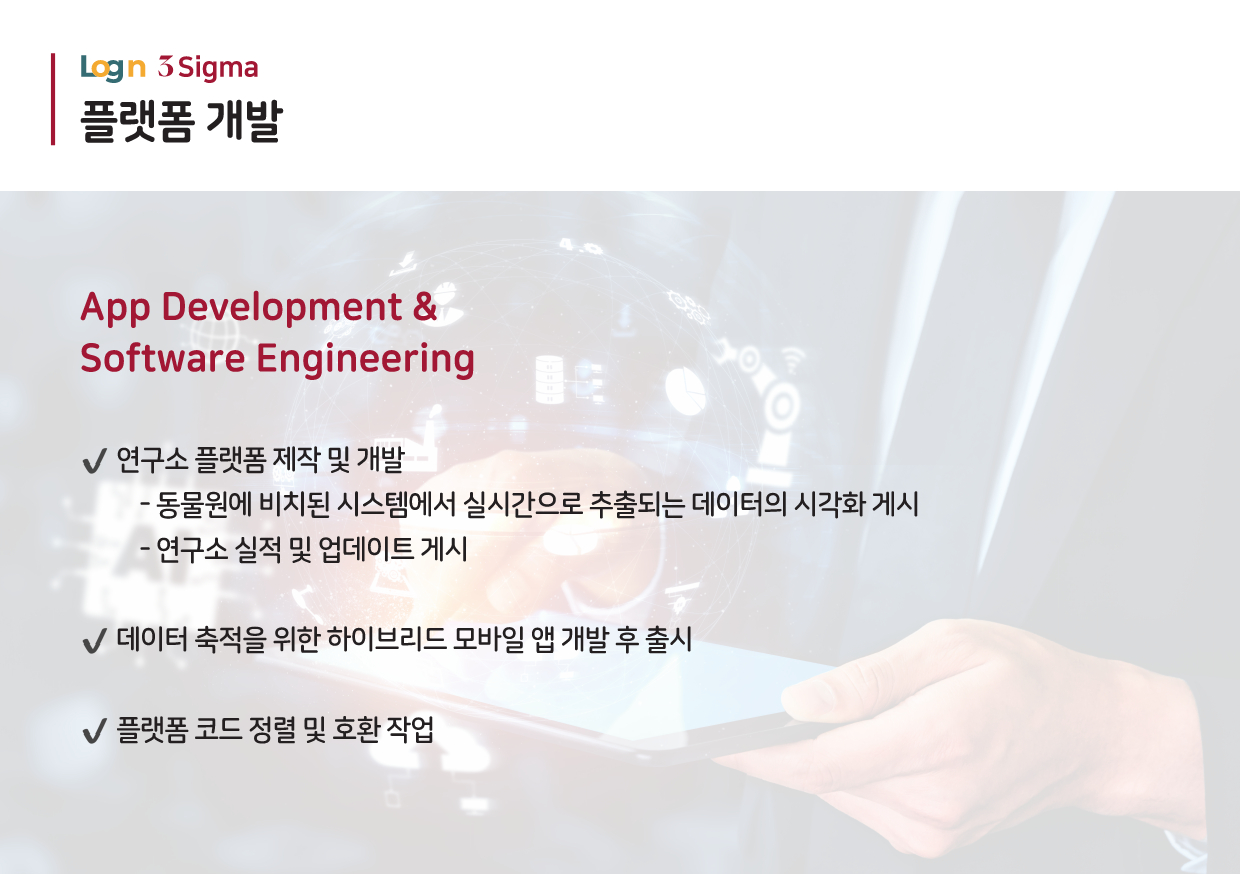 Login 3Sigma
플랫폼 개발
4.0
App Development &
Software Engineering
연구소 플랫폼 제작 및 개발
- 동물원에 비치된 시스템에서 실시간으로 추출되는 데이터의 시각화 게시
- 연구소 실적 및 업데이트 게시
데이터 축적을 위한 하이브리드 모바일 앱 개발 후 출시
플랫폼 코드 정렬 및 호환 작업